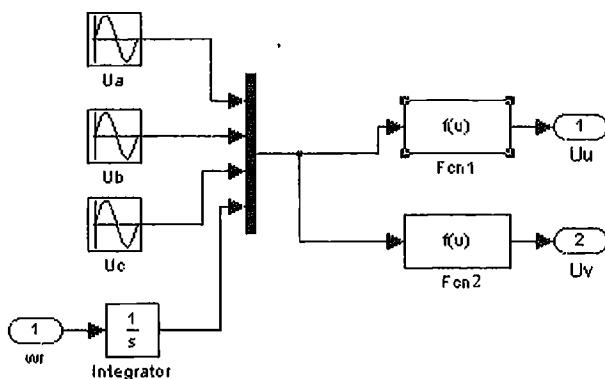 Ua
Ub
Uc
1
wr
1
s
Integrator
f(u)
Fcn1
f(u)
Fcn2
1
Uu
2
Uv